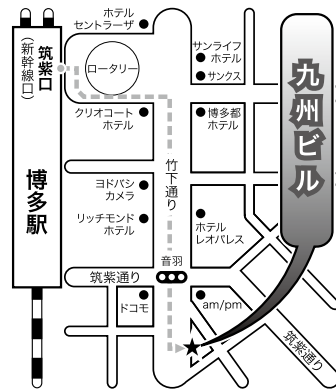 ホテル
セントラーザ
筑紫口
(新幹線口)
ロータリー
サンライフ
ホテル
サンクス
九州ビル
クリオコート
ホテル
博多都
ホテル
博多駅
竹下通り
ヨドバシ
カメラ
リッチモンド
ホテル
ホテル
レオパレス
音羽
筑紫通り
ドコモ
am/pm
筑紫通り